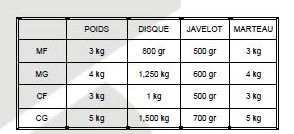 POIDS DISQUE JAVELOT MARTEAU
MF 3 kg 800 gr 500 gr 3 kg
MG 4 kg 1,250 kg 600 gr 4 kg
CF 3 kg 1 kg 500 gr 3 kg
CG 5 kg 1,500 kg 700 gr 5 kg